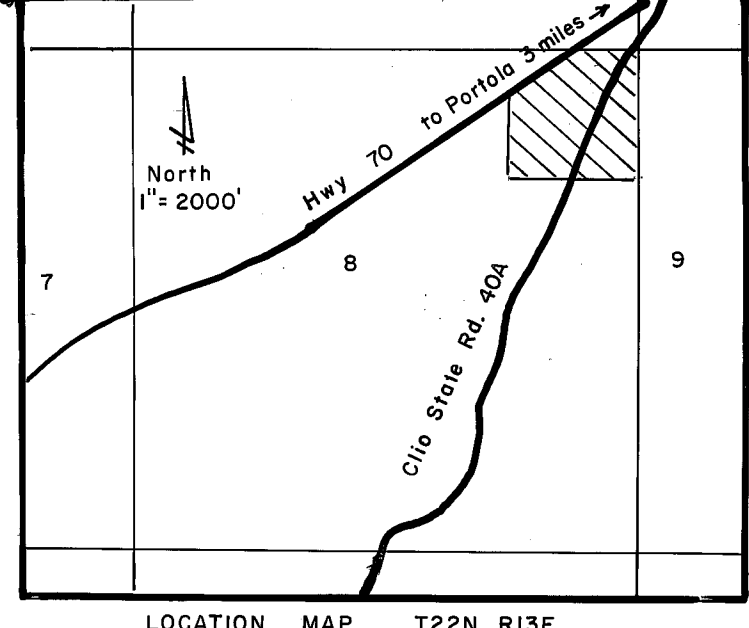 Hwy 70 to Portola 3 miles →
North
1" = 2000'
7
8
9
Clio State Rd. 40A
LOCATION MAP T22N R13E